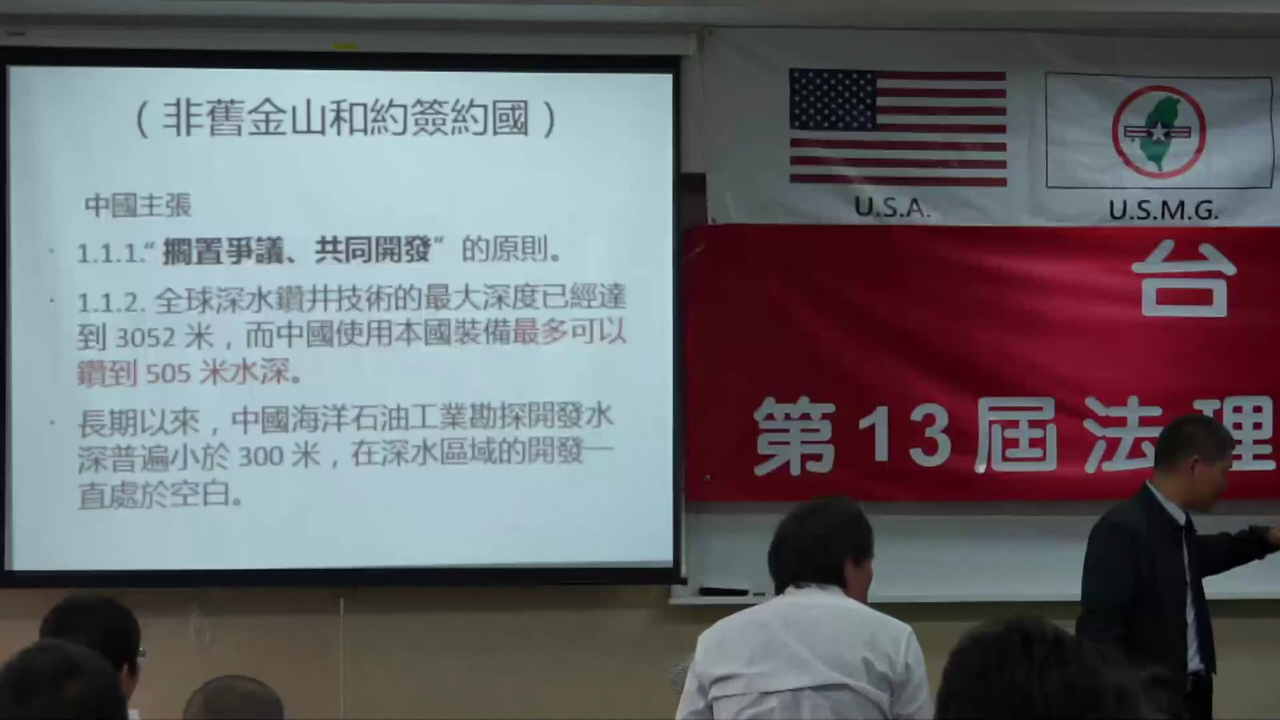 （非舊金山和約簽約國）
中國主張
· 1.1.1.“擱置爭議、共同開發”的原則。
· 1.1.2. 全球深水鑽井技術的最大深度已經達
到 3052 米，而中國使用本國裝備最多可以
鑽到 505 米水深。
· 長期以來，中國海洋石油工業勘探開發水
深普遍小於 300 米，在深水區域的開發一
直處於空白。
U.S.A.
U.S.M.G.
台
第13屆法理